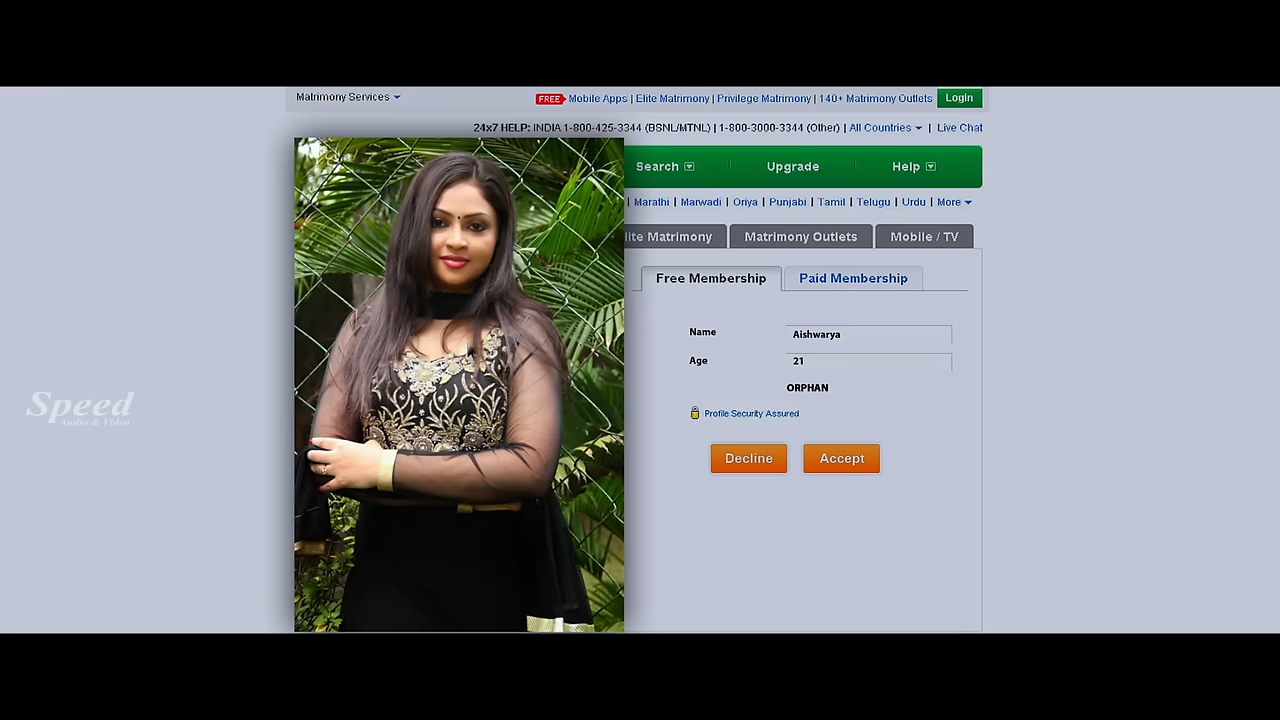 Matrimony Services
FREE Mobile Apps | Elite Matrimony | Privilege Matrimony | 140+ Matrimony Outlets Login
24x7 HELP: INDIA 1-800-425-3344 (BSNL/MTNL) | 1-800-3000-3344 (Other) | All Countries | Live Chat
Search Upgrade Help
| Marathi | Marwadi | Oriya | Punjabi | Tamil | Telugu | Urdu | More
lite Matrimony Matrimony Outlets Mobile / TV
Free Membership Paid Membership
Name Aishwarya
Age 21
ORPHAN
Profile Security Assured
Decline Accept
Speed
Audio & Video